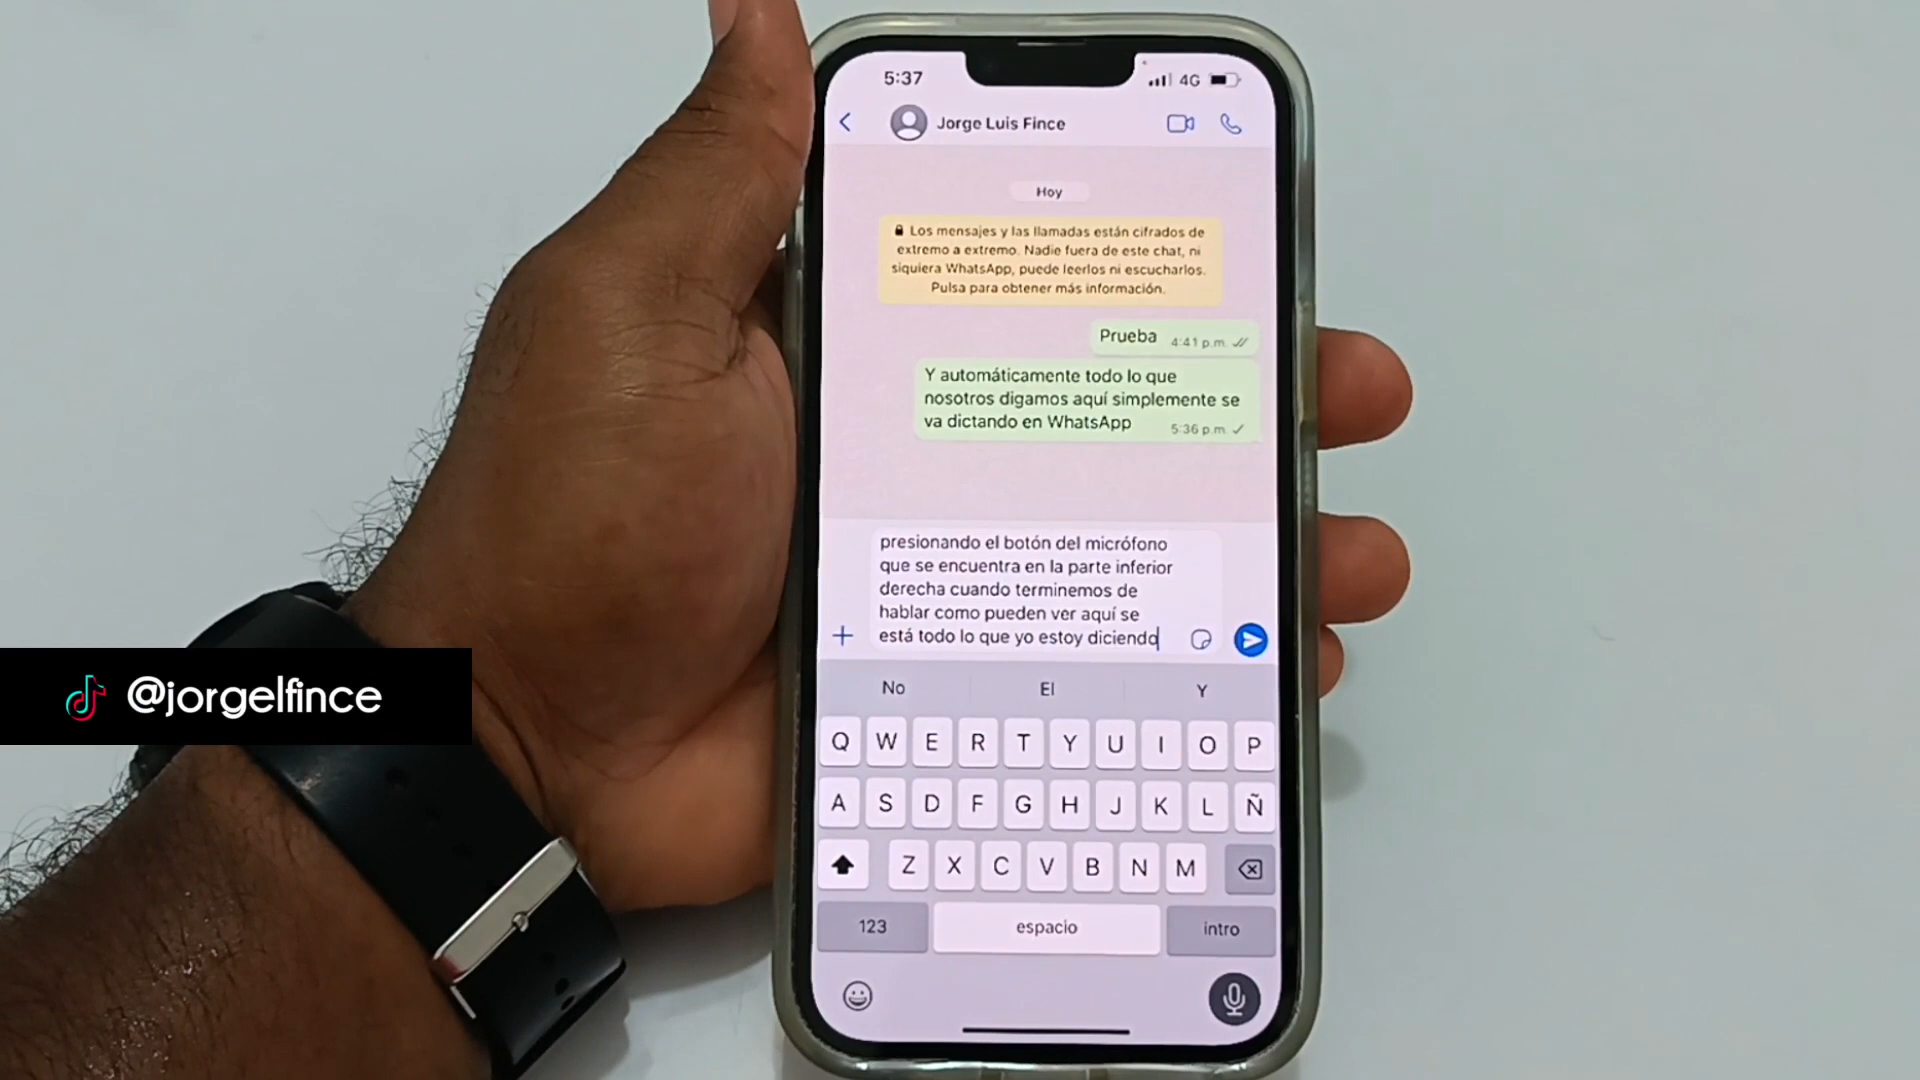 5:37
4G
Jorge Luis Fince
Hoy
Los mensajes y las llamadas están cifrados de
extremo a extremo. Nadie fuera de este chat, ni
siquiera WhatsApp, puede leerlos ni escucharlos.
Pulsa para obtener más información.
Prueba 4:41 p.m.
Y automáticamente todo lo que
nosotros digamos aquí simplemente se
va dictando en WhatsApp 5:36 p.m.
presionando el botón del micrófono
que se encuentra en la parte inferior
derecha cuando terminemos de
hablar como pueden ver aquí se
está todo lo que yo estoy diciendo
@jorgelfince
No El Y
Q W E R T Y U I O P
A S D F G H J K L Ñ
Z X C V B N M
123 espacio intro